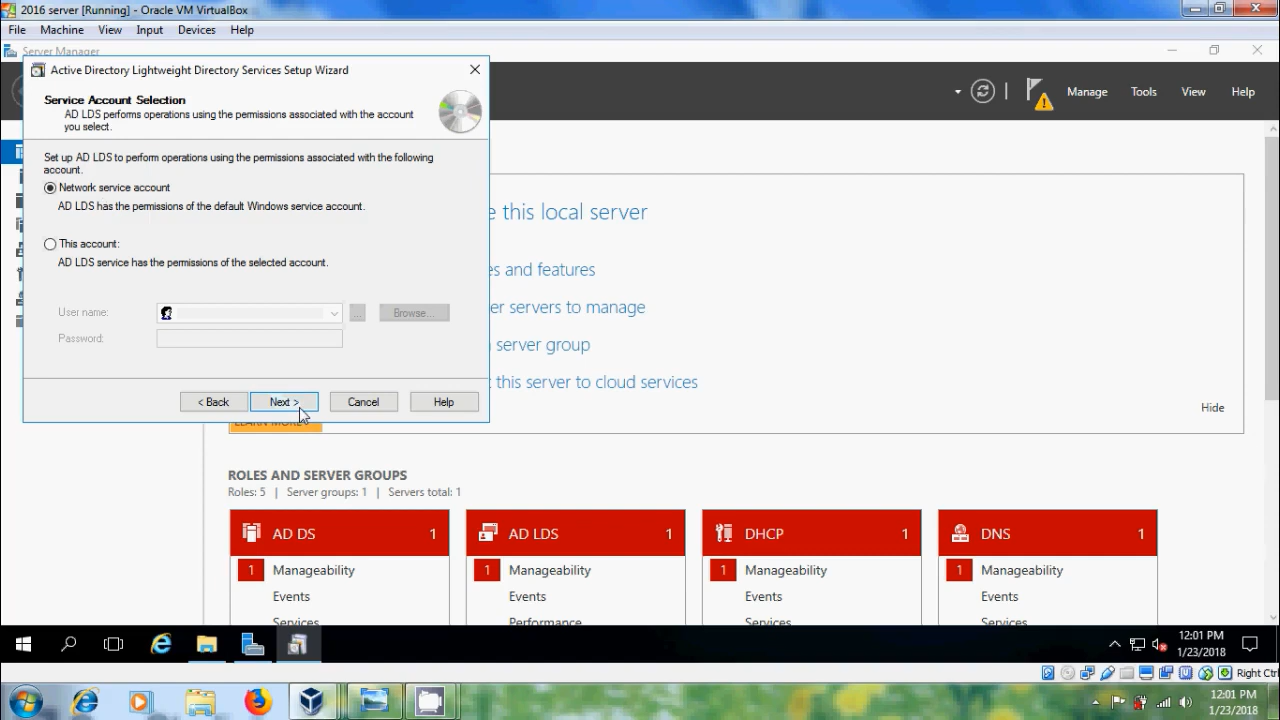 2016 server [Running] - Oracle VM VirtualBox
File Machine View Input Devices Help
Server Manager
Active Directory Lightweight Directory Services Setup Wizard
Manage Tools View Help
Service Account Selection
AD LDS performs operations using the permissions associated with the account
you select.
Set up AD LDS to perform operations using the permissions associated with the following
account.
Network service account
AD LDS has the permissions of the default Windows service account.
This account:
AD LDS service has the permissions of the selected account.
User name:
... Browse...
Password:
< Back Next > Cancel Help
this local server
and features
servers to manage
server group
this server to cloud services
Hide
LEARN MORE
ROLES AND SERVER GROUPS
Roles: 5 | Server groups: 1 | Servers total: 1
AD DS 1
AD LDS 1
DHCP 1
DNS 1
1 Manageability
1 Manageability
1 Manageability
1 Manageability
Events
Events
Events
Events
Services
Performance
Services
Services
12:01 PM
1/23/2018
Right Ctrl
12:01 PM
1/23/2018